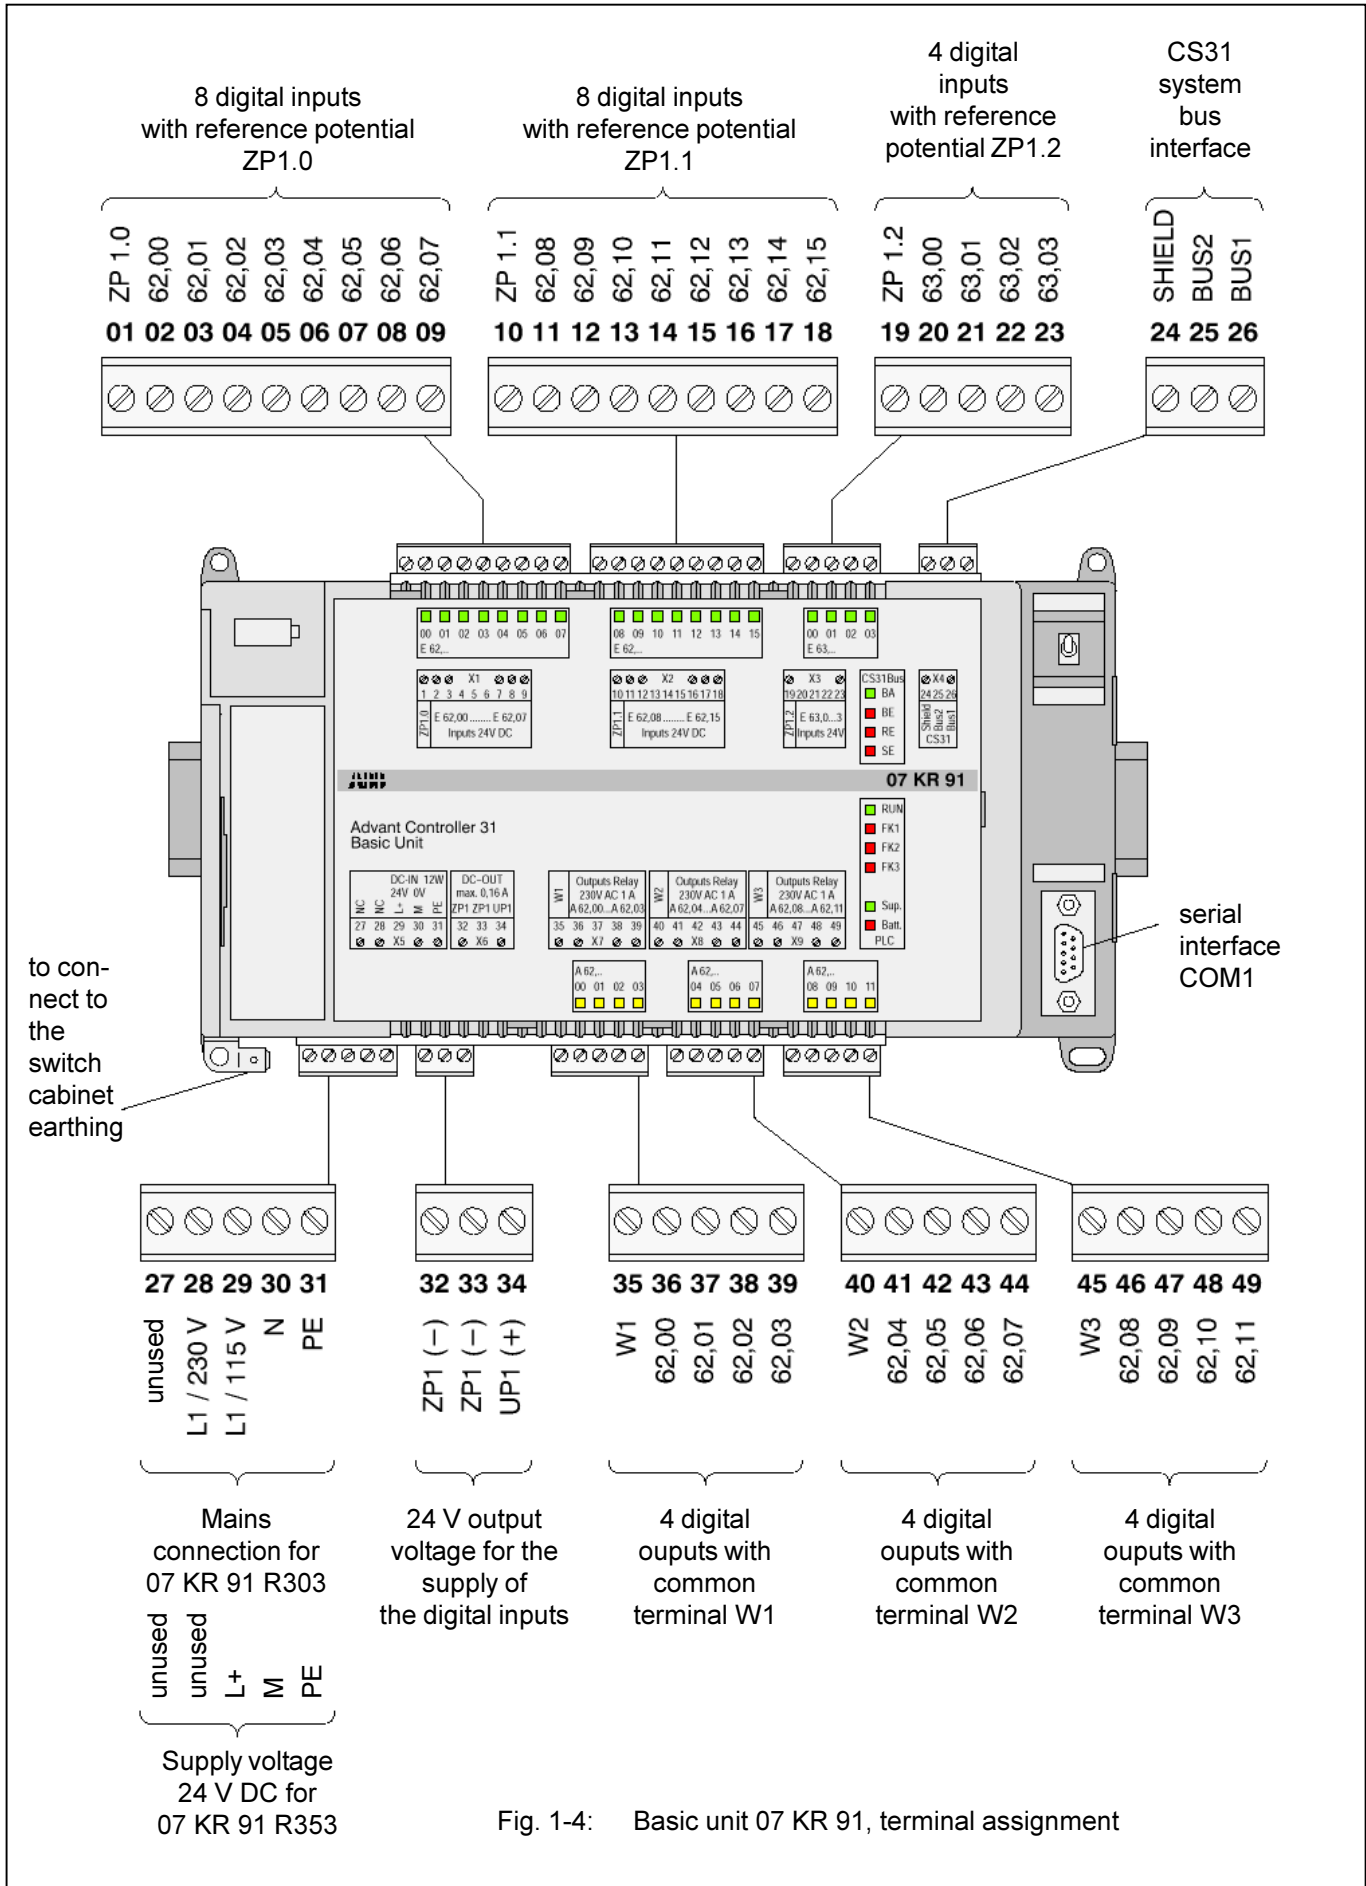 8 digital inputs
with reference potential
ZP1.0
8 digital inputs
with reference potential
ZP1.1
4 digital
inputs
with reference
potential ZP1.2
CS31
system
bus
interface
ZP 1.0 62,00 62,01 62,02 62,03 62,04 62,05 62,06 62,07
ZP 1.1 62,08 62,09 62,10 62,11 62,12 62,13 62,14 62,15
ZP 1.2 63,00 63,01 63,02 63,03
SHIELD BUS2 BUS1
01 02 03 04 05 06 07 08 09
10 11 12 13 14 15 16 17 18
19 20 21 22 23
24 25 26
00 01 02 03 04 05 06 07
E 62,..
08 09 10 11 12 13 14 15
E 62,..
00 01 02 03
E 63,..
X1
1 2 3 4 5 6 7 8 9
ZP1.0
E 62,00 ........ E 62,07
Inputs 24V DC
X2
10 11 12 13 14 15 16 17 18
ZP1.1
E 62,08 ........ E 62,15
Inputs 24V DC
X3
19 20 21 22 23
ZP1.2
E 63,0...3
Inputs 24V
CS31Bus
BA
BE
RE
SE
X4
24 25 26
Shield
Bus2
Bus1
CS31
ABB
07 KR 91
Advant Controller 31
Basic Unit
RUN
FK1
FK2
FK3
Sup.
Batt.
PLC
DC-IN 12W
24V 0V
NC NC L+ M PE
27 28 29 30 31
X5
DC-OUT
max. 0,16 A
ZP1 ZP1 UP1
32 33 34
X6
W1
Outputs Relay
230V AC 1 A
A 62,00...A 62,03
35 36 37 38 39
X7
W2
Outputs Relay
230V AC 1 A
A 62,04...A 62,07
40 41 42 43 44
X8
W3
Outputs Relay
230V AC 1 A
A 62,08...A 62,11
45 46 47 48 49
X9
A 62,..
00 01 02 03
A 62,..
04 05 06 07
A 62,..
08 09 10 11
serial
interface
COM1
to con-
nect to
the
switch
cabinet
earthing
27 28 29 30 31
32 33 34
35 36 37 38 39
40 41 42 43 44
45 46 47 48 49
unused L1 / 230 V L1 / 115 V N PE
ZP1 (–) ZP1 (–) UP1 (+)
W1 62,00 62,01 62,02 62,03
W2 62,04 62,05 62,06 62,07
W3 62,08 62,09 62,10 62,11
Mains
connection for
07 KR 91 R303
24 V output
voltage for the
supply of
the digital inputs
4 digital
ouputs with
common
terminal W1
4 digital
ouputs with
common
terminal W2
4 digital
ouputs with
common
terminal W3
unused unused L+ M PE
Supply voltage
24 V DC for
07 KR 91 R353
Fig. 1-4: Basic unit 07 KR 91, terminal assignment